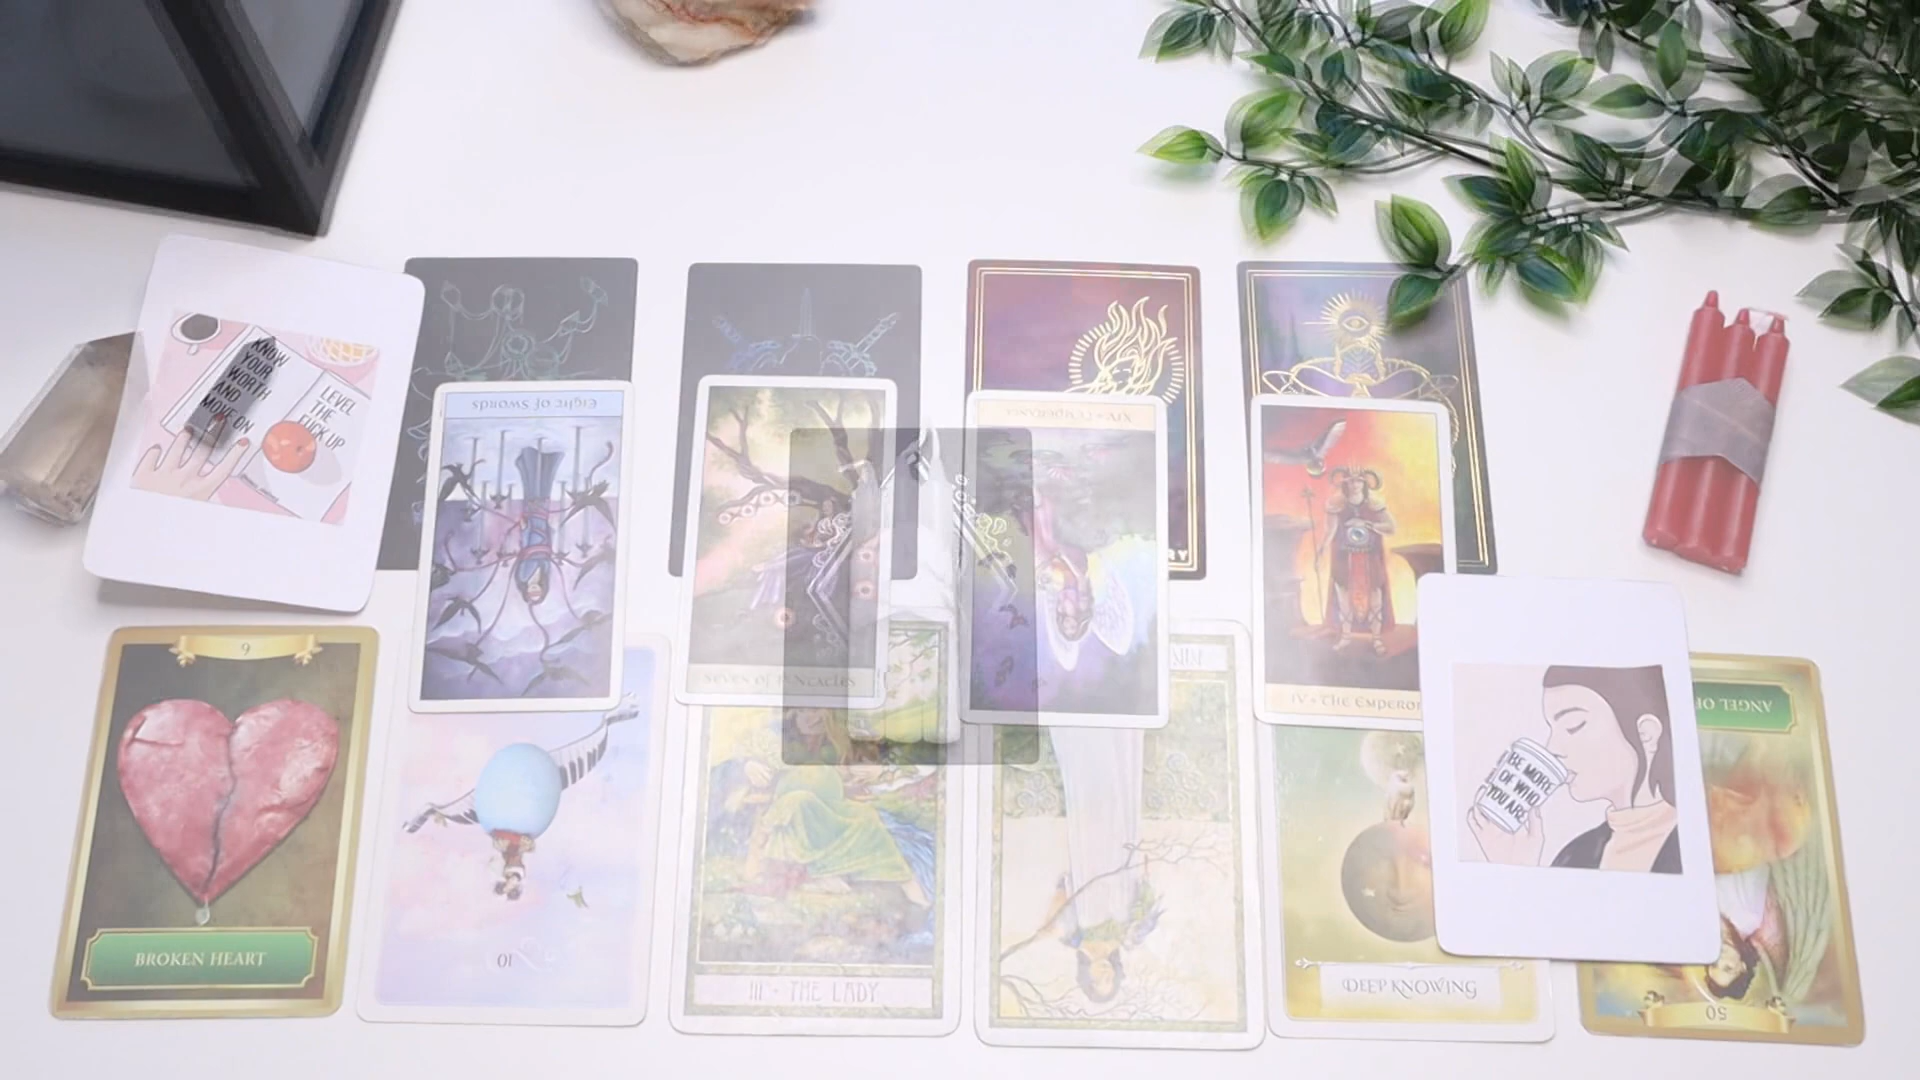 KNOW
YOUR
WORTH
AND
MOVE ON
LEVEL
THE
FUCK UP
Eight of Swords
SEVEN OF PENTACLES
XIV • TEMPERANCE
RY
IV • THE EMPEROR
9
BROKEN HEART
10
III • THE LADY
NIN
DEEP KNOWING
BE MORE
OF WHO
YOU ARE
ANGEL OF
50